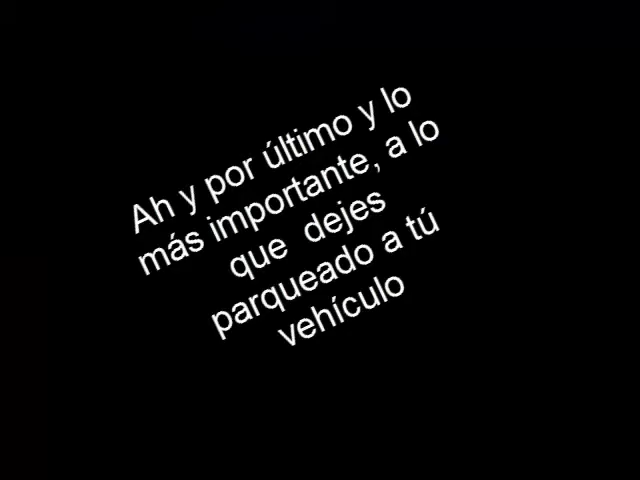 Ah y por último y lo
más importante, a lo
que dejes
parqueado a tú
vehículo